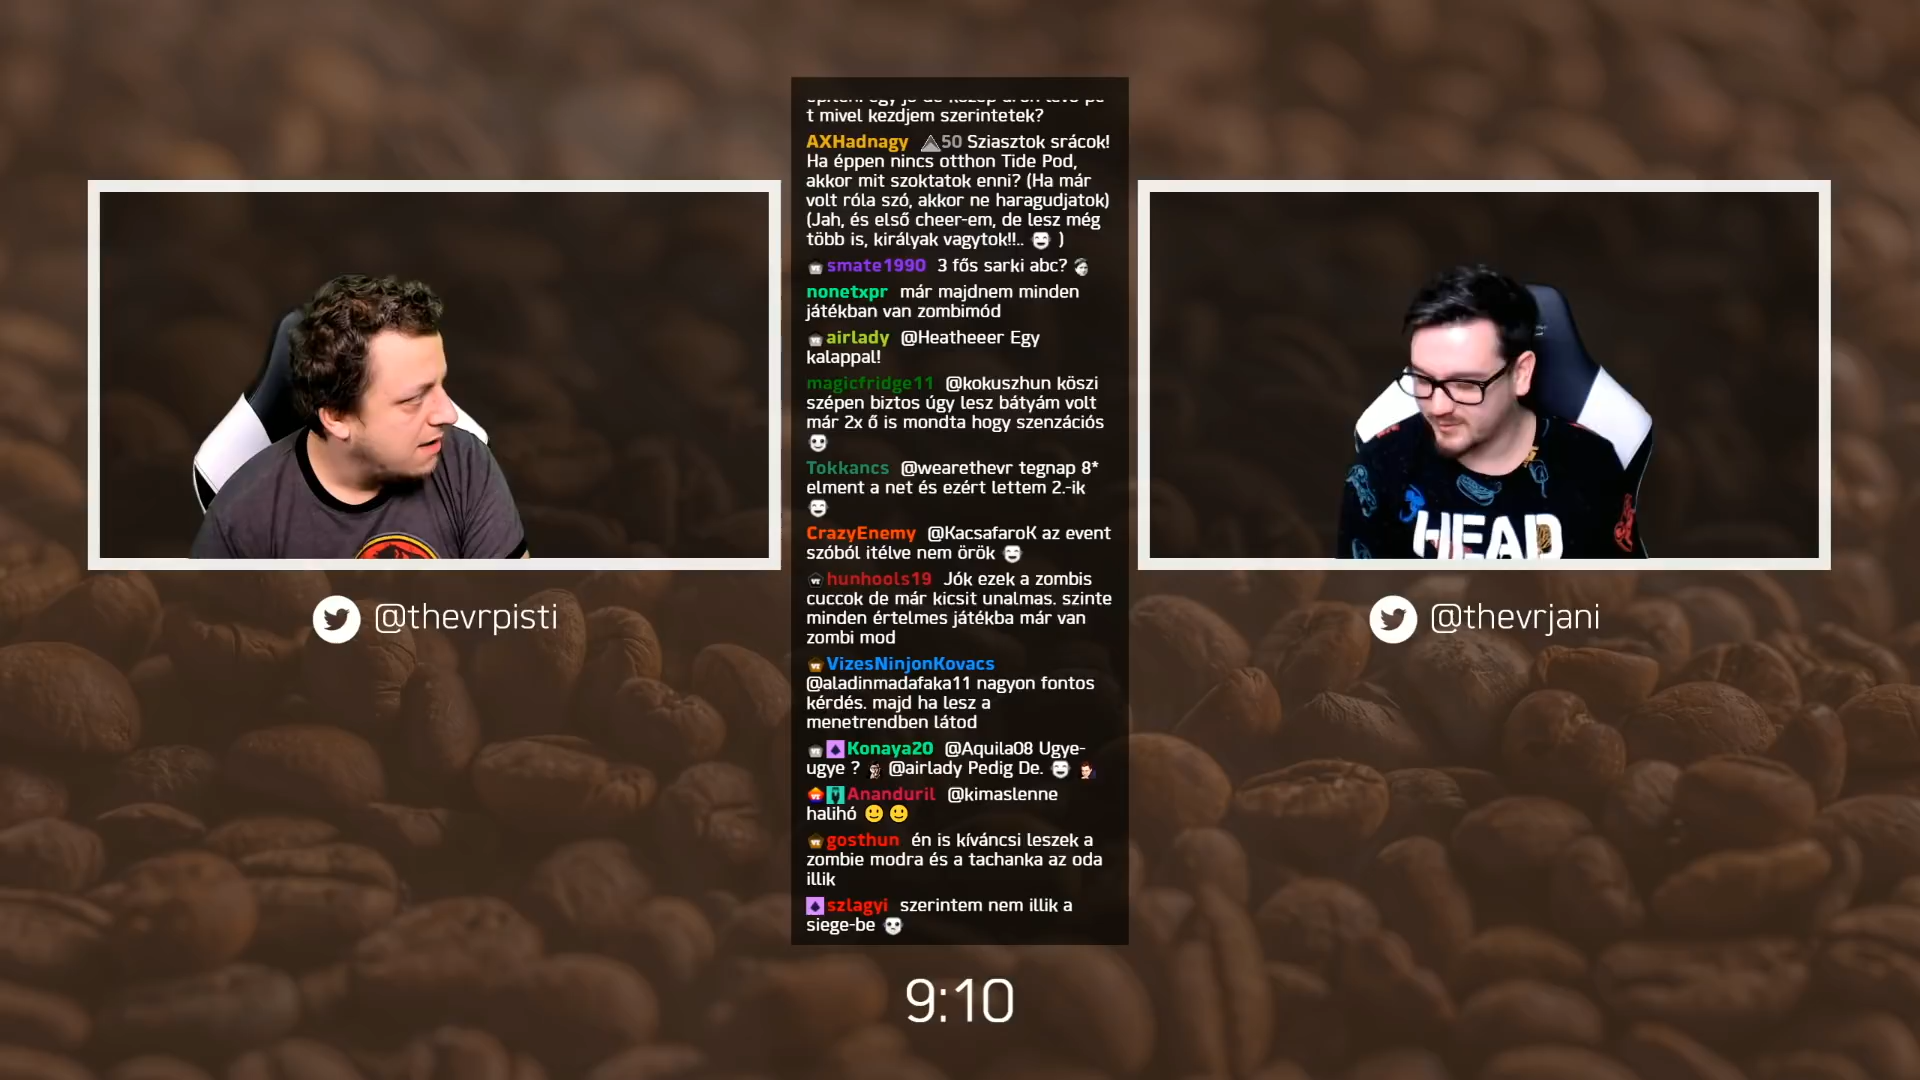 t mivel kezdjem szerintetek?
AXHadnagy 50 Sziasztok srácok!
Ha éppen nincs otthon Tide Pod,
akkor mit szoktatok enni? (Ha már
volt róla szó, akkor ne haragudjatok)
(Jah, és első cheer-em, de lesz még
több is, királyak vagytok!!.. )
smate1990 3 fős sarki abc?
nonetxpr már majdnem minden
játékban van zombimód
airlady @Heatheeer Egy
kalappal!
magicfridge11 @kokuszhun köszi
szépen biztos úgy lesz bátyám volt
már 2x ő is mondta hogy szenzációs
Tokkancs @wearethevr tegnap 8*
elment a net és ezért lettem 2.-ik
CrazyEnemy @KacsafaroK az event
szóból itélve nem örök
hunhools19 Jók ezek a zombis
cuccok de már kicsit unalmas. szinte
minden értelmes játékba már van
zombi mod
VizesNinjonKovacs
@aladinmadafaka11 nagyon fontos
kérdés. majd ha lesz a
menetrendben látod
Konaya20 @Aquila08 Ugye-
ugye ? @airlady Pedig De.
Ananduril @kimaslenne
halihó
gosthun én is kíváncsi leszek a
zombie modra és a tachanka az oda
illik
szlagyi szerintem nem illik a
siege-be
HEAD
@thevrpisti
@thevrjani
9:10